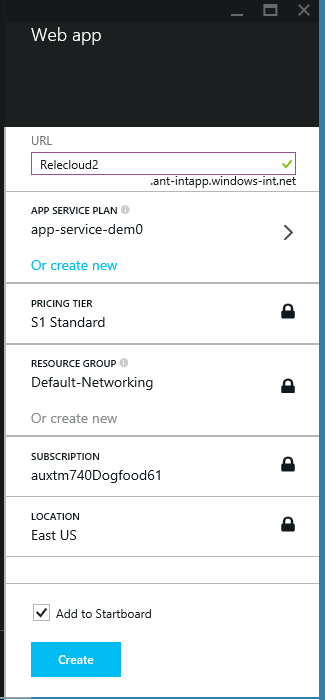 Web app
URL
Relecloud2
.ant-intapp.windows-int.net
APP SERVICE PLAN
app-service-dem0
Or create new
PRICING TIER
S1 Standard
RESOURCE GROUP
Default-Networking
Or create new
SUBSCRIPTION
auxtm740Dogfood61
LOCATION
East US
Add to Startboard
Create